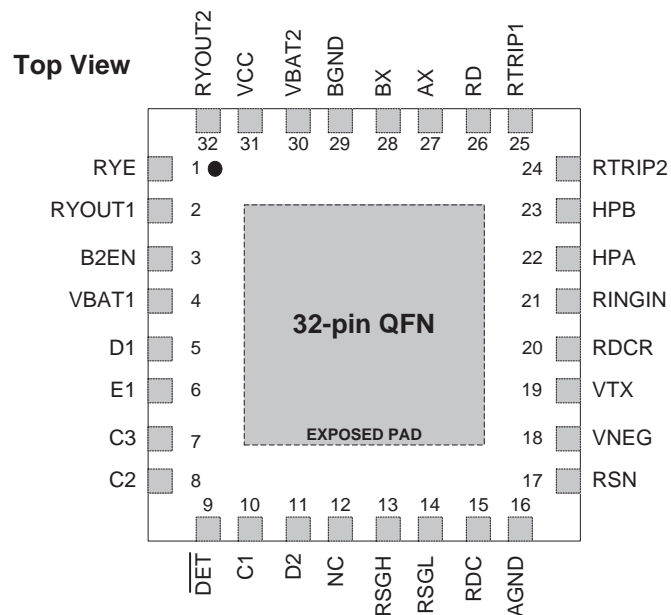 Top View
RYOUT2 VCC VBAT2 BGND BX AX RD RTRIP1
32 31 30 29 28 27 26 25
RYE 1 24 RTRIP2
RYOUT1 2 23 HPB
B2EN 3 22 HPA
VBAT1 4 21 RINGIN
32-pin QFN
D1 5 20 RDCR
E1 6 19 VTX
C3 7 18 VNEG
EXPOSED PAD
C2 8 17 RSN
9 10 11 12 13 14 15 16
DET C1 D2 NC RSGH RSGL RDC AGND